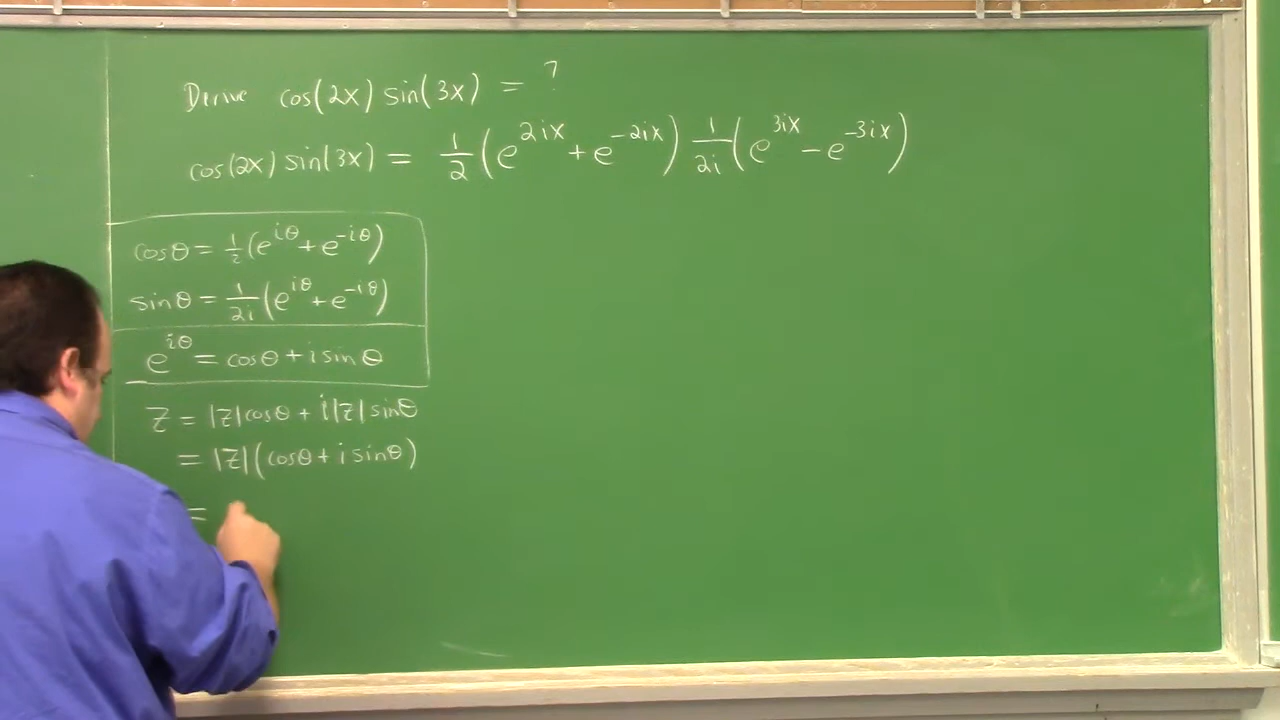 Derive cos(2x) sin(3x) = ?
cos(2x) sin(3x) = 1/2 (e^{2ix} + e^{-2ix}) 1/2i (e^{3ix} - e^{-3ix})
cosθ = 1/2 (e^{iθ} + e^{-iθ})
sinθ = 1/2i (e^{iθ} + e^{-iθ})
e^{iθ} = cosθ + i sinθ
Z = |Z|cosθ + i|Z| sinθ
= |Z|(cosθ + i sinθ)
=